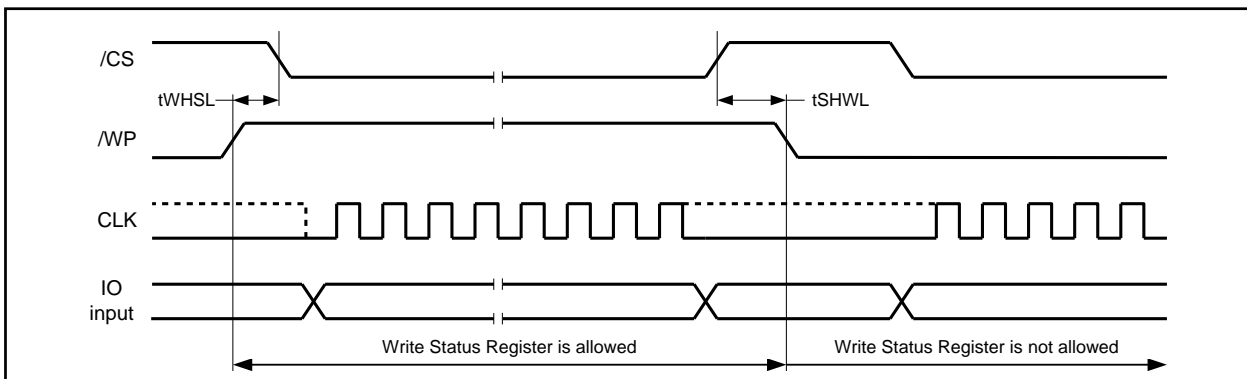 /CS
tWHSL
tSHWL
/WP
CLK
IO
input
Write Status Register is allowed
Write Status Register is not allowed